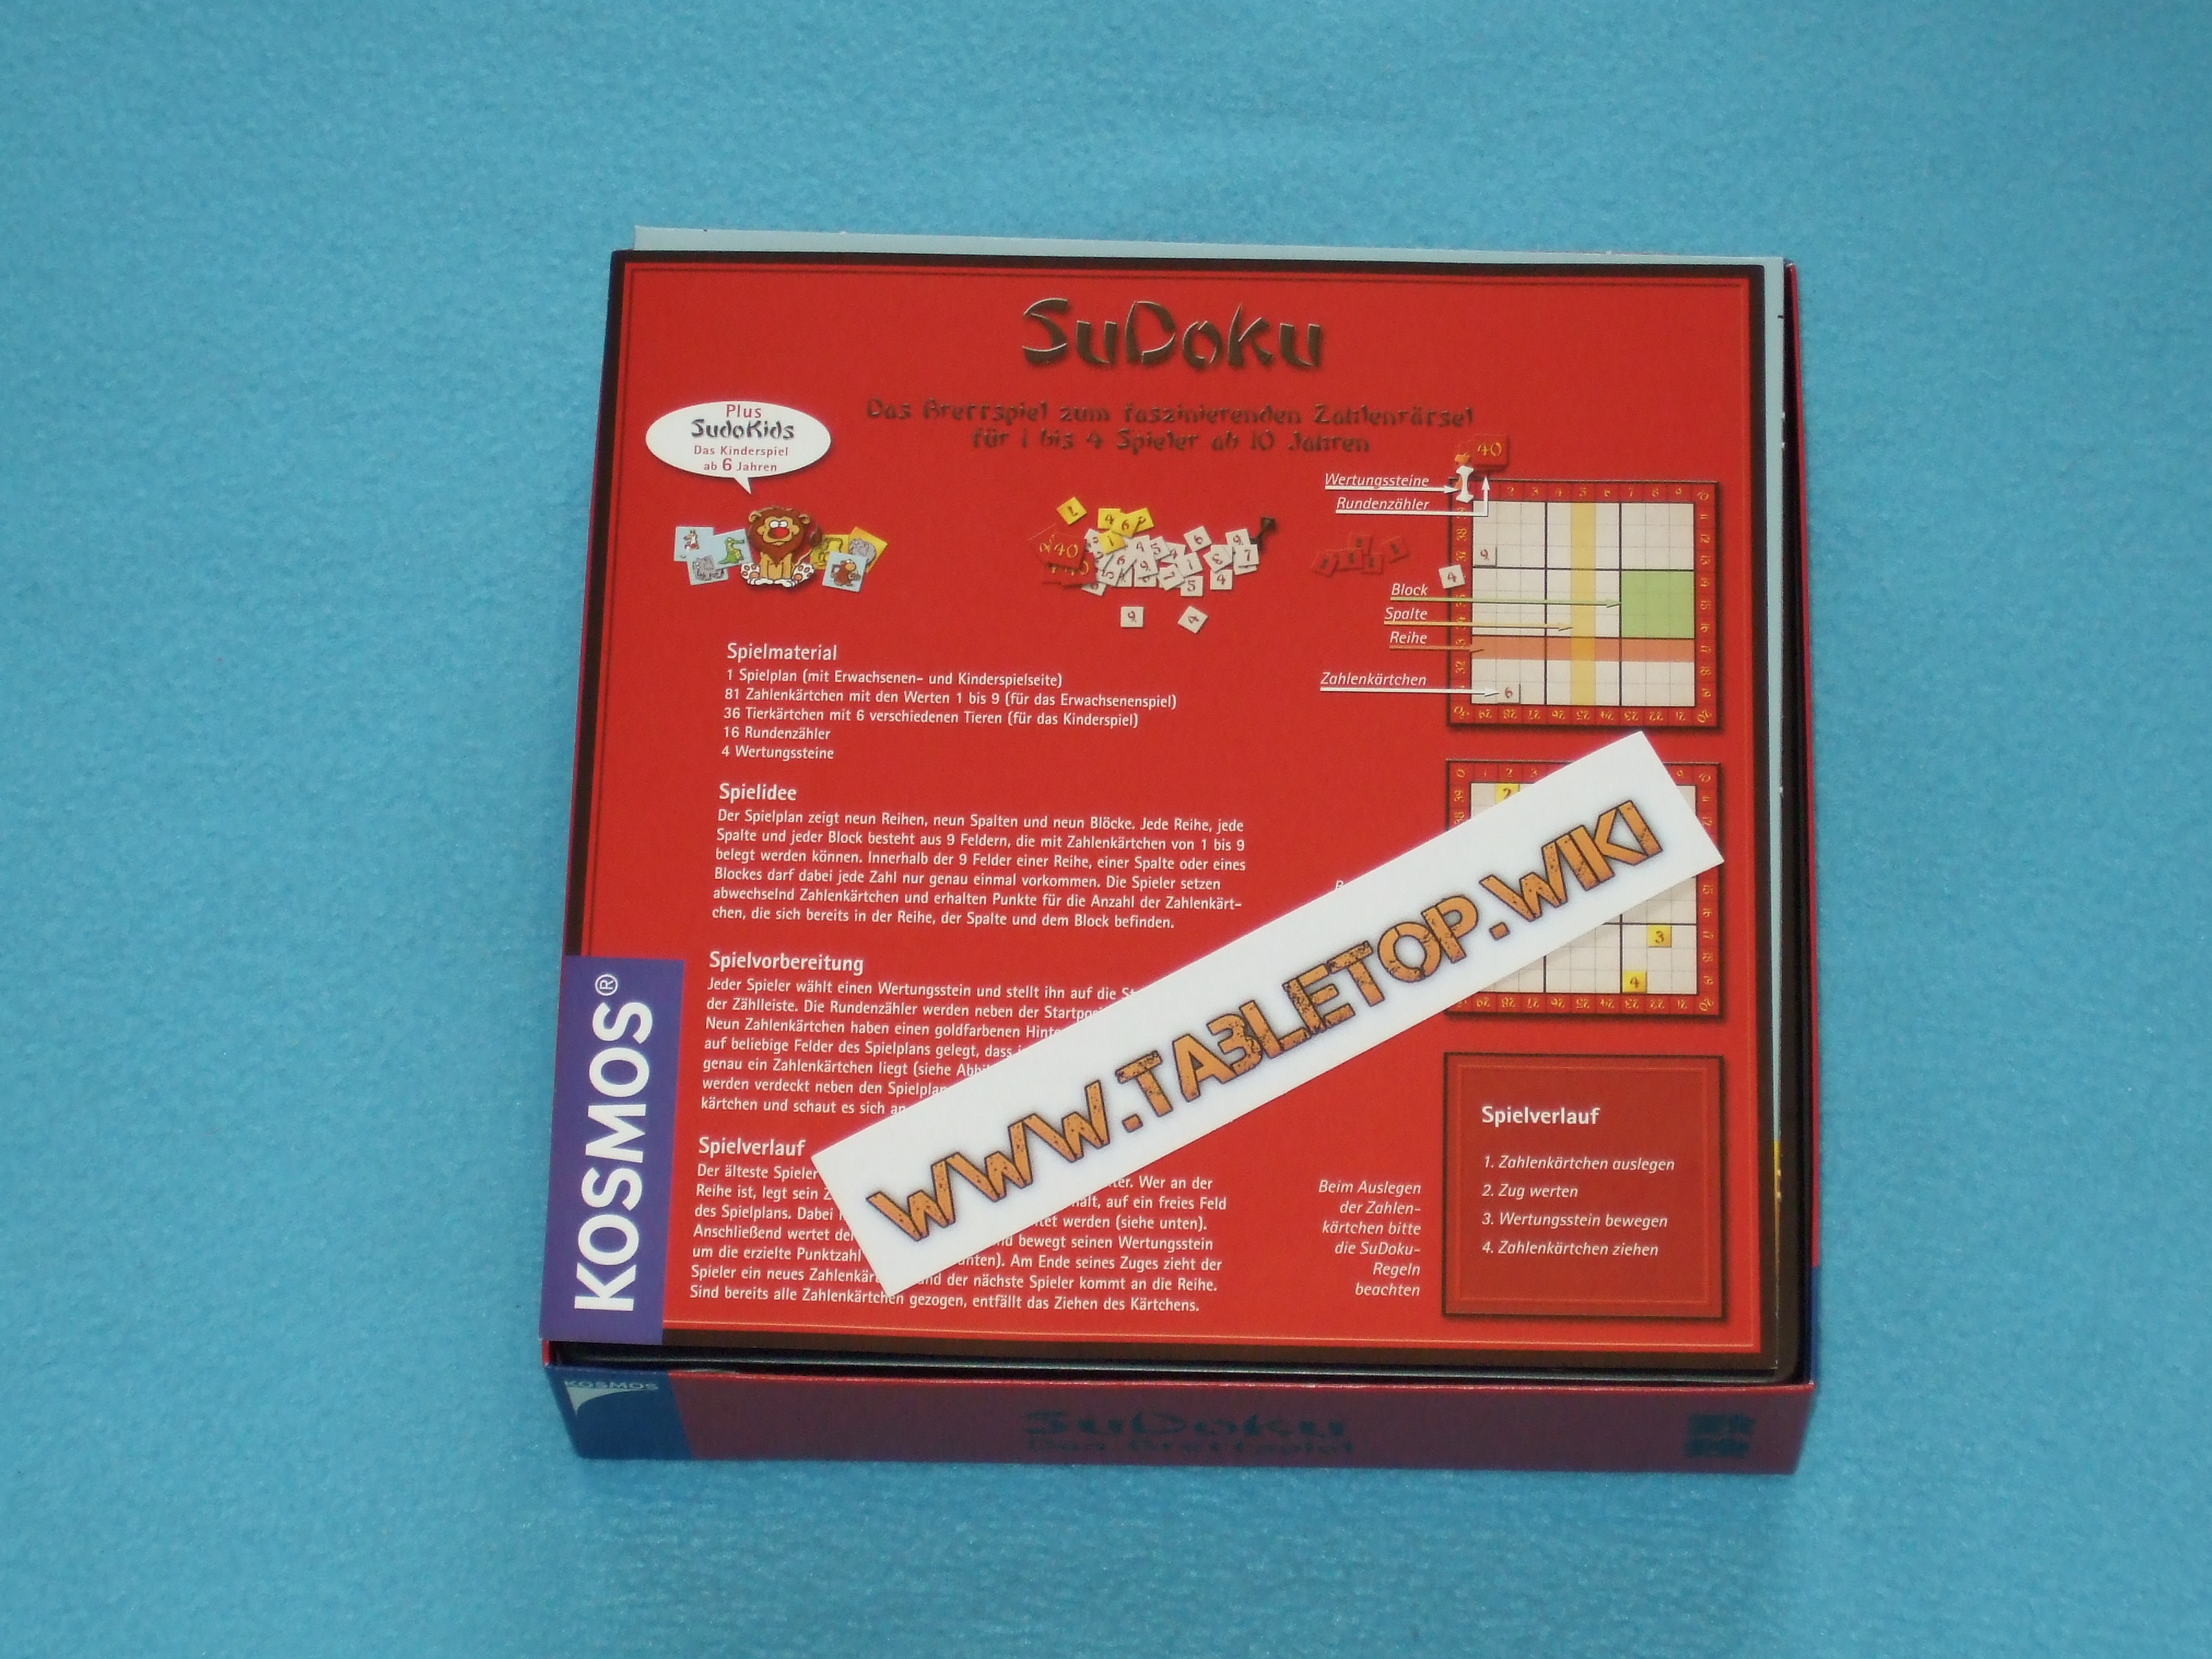 SuDoku
Das Brettspiel zum faszinierenden Zahlenrätsel
für 1 bis 4 Spieler ab 10 Jahren
Plus
SudoKids
Das Kinderspiel
ab 6 Jahren
40
Wertungssteine
Rundenzähler
Block
Spalte
Reihe
Zahlenkärtchen
Spielmaterial
1 Spielplan (mit Erwachsenen- und Kinderspielseite)
81 Zahlenkärtchen mit den Werten 1 bis 9 (für das Erwachsenenspiel)
36 Tierkärtchen mit 6 verschiedenen Tieren (für das Kinderspiel)
16 Rundenzähler
4 Wertungssteine
Spielidee
Der Spielplan zeigt neun Reihen, neun Spalten und neun Blöcke. Jede Reihe, jede
Spalte und jeder Block besteht aus 9 Feldern, die mit Zahlenkärtchen von 1 bis 9
belegt werden können. Innerhalb der 9 Felder einer Reihe, einer Spalte oder eines
Blockes darf dabei jede Zahl nur genau einmal vorkommen. Die Spieler setzen
abwechselnd Zahlenkärtchen und erhalten Punkte für die Anzahl der Zahlenkärt-
chen, die sich bereits in der Reihe, der Spalte und dem Block befinden.
Spielvorbereitung
Jeder Spieler wählt einen Wertungsstein und stellt ihn auf die
der Zählleiste. Die Rundenzähler werden neben der
Neun Zahlenkärtchen haben einen goldfarbenen
auf beliebige Felder des Spielplans gelegt, dass
genau ein Zahlenkärtchen liegt (siehe
werden verdeckt neben den
kärtchen und schaut es sich
Spielverlauf
Der älteste Spieler Wer an der
Reihe ist, legt sein auf ein freies Feld
des Spielplans. Dabei werden (siehe unten).
Anschließend wertet bewegt seinen Wertungsstein
um die erzielte Punktzahl Am Ende seines Zuges zieht der
Spieler ein neues und der nächste Spieler kommt an die Reihe.
Sind bereits alle Zahlenkärtchen gezogen, entfällt das Ziehen des Kärtchens.
Beim Auslegen
der Zahlen-
kärtchen bitte
die SuDoku-
Regeln
beachten
Spielverlauf
1. Zahlenkärtchen auslegen
2. Zug werten
3. Wertungsstein bewegen
4. Zahlenkärtchen ziehen
WWW.TABLETOP.WIKI
KOSMOS®
KOSMOS
SuDoku
Das Brettspiel